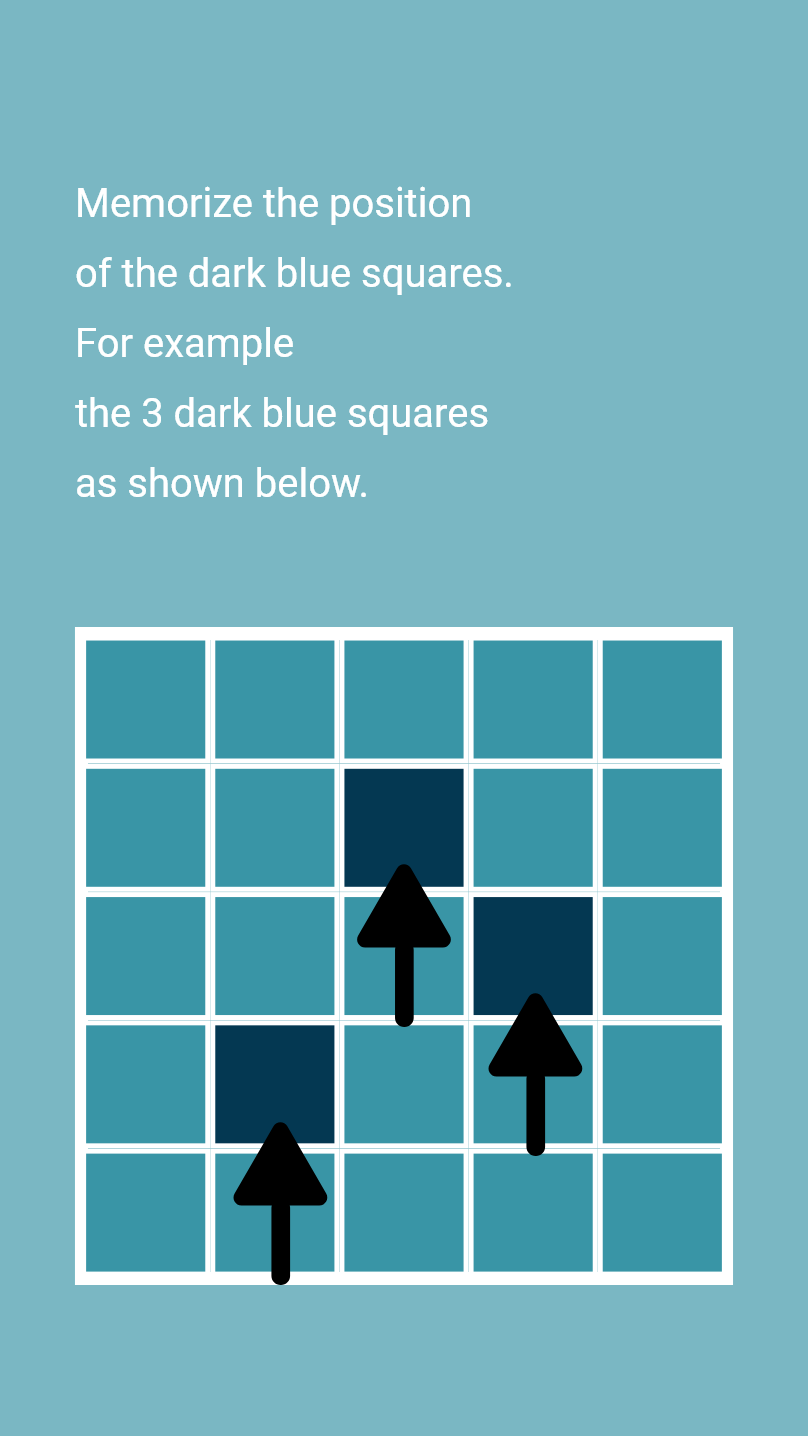 Memorize the position
of the dark blue squares.
For example
the 3 dark blue squares
as shown below.